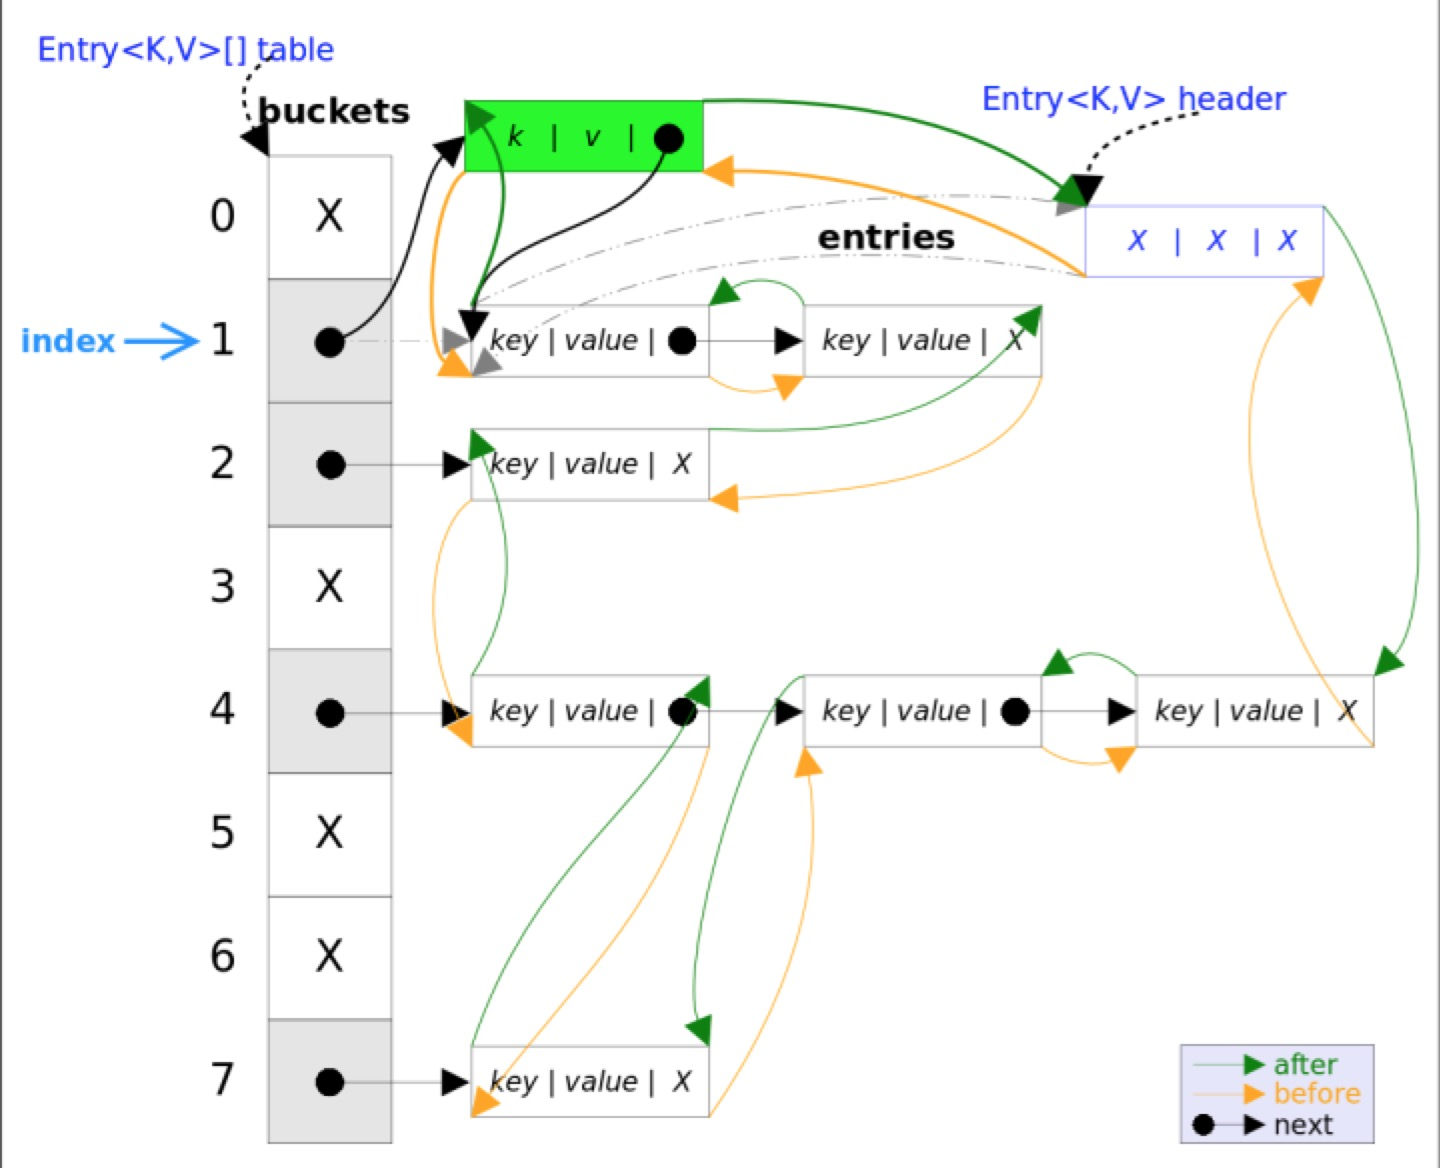 Entry<K,V>[] table
buckets
Entry<K,V> header
k | v |
0 X
X | X | X
entries
index 1 key | value | key | value | X
2 key | value | X
3 X
4 key | value | key | value | key | value | X
5 X
6 X
7 key | value | X
after
before
next